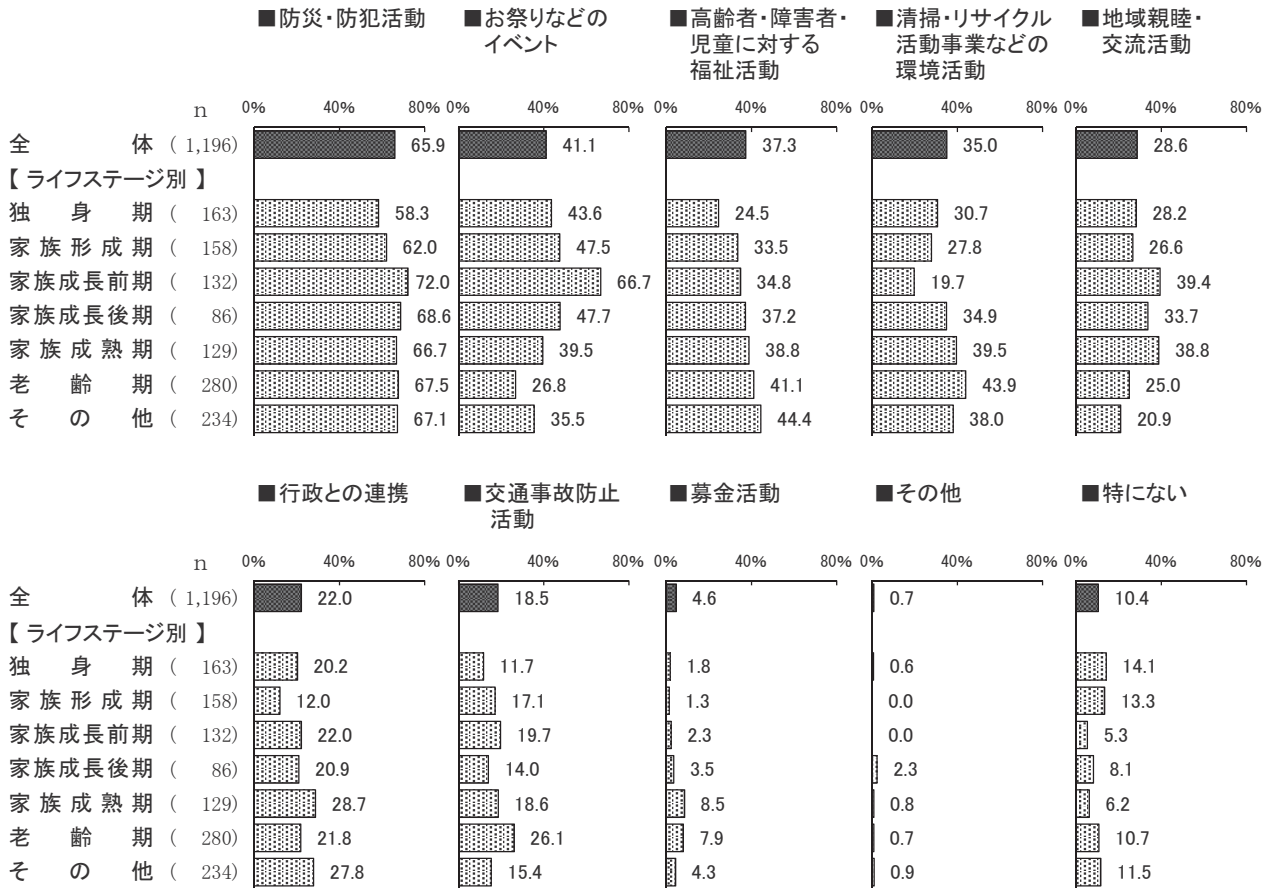 ■防災・防犯活動 ■お祭りなどの ■高齢者・障害者・ ■清掃・リサイクル ■地域親睦・
イベント 児童に対する 活動事業などの 交流活動
福祉活動 環境活動
n 0% 40% 80% 0% 40% 80% 0% 40% 80% 0% 40% 80% 0% 40% 80%
全体 ( 1,196) 65.9 41.1 37.3 35.0 28.6
【 ライフステージ別 】
独身期 ( 163) 58.3 43.6 24.5 30.7 28.2
家族形成期 ( 158) 62.0 47.5 33.5 27.8 26.6
家族成長前期 ( 132) 72.0 66.7 34.8 19.7 39.4
家族成長後期 ( 86) 68.6 47.7 37.2 34.9 33.7
家族成熟期 ( 129) 66.7 39.5 38.8 39.5 38.8
老齢期 ( 280) 67.5 26.8 41.1 43.9 25.0
その他 ( 234) 67.1 35.5 44.4 38.0 20.9
■行政との連携 ■交通事故防止 ■募金活動 ■その他 ■特にない
活動
n 0% 40% 80% 0% 40% 80% 0% 40% 80% 0% 40% 80% 0% 40% 80%
全体 ( 1,196) 22.0 18.5 4.6 0.7 10.4
【 ライフステージ別 】
独身期 ( 163) 20.2 11.7 1.8 0.6 14.1
家族形成期 ( 158) 12.0 17.1 1.3 0.0 13.3
家族成長前期 ( 132) 22.0 19.7 2.3 0.0 5.3
家族成長後期 ( 86) 20.9 14.0 3.5 2.3 8.1
家族成熟期 ( 129) 28.7 18.6 8.5 0.8 6.2
老齢期 ( 280) 21.8 26.1 7.9 0.7 10.7
その他 ( 234) 27.8 15.4 4.3 0.9 11.5